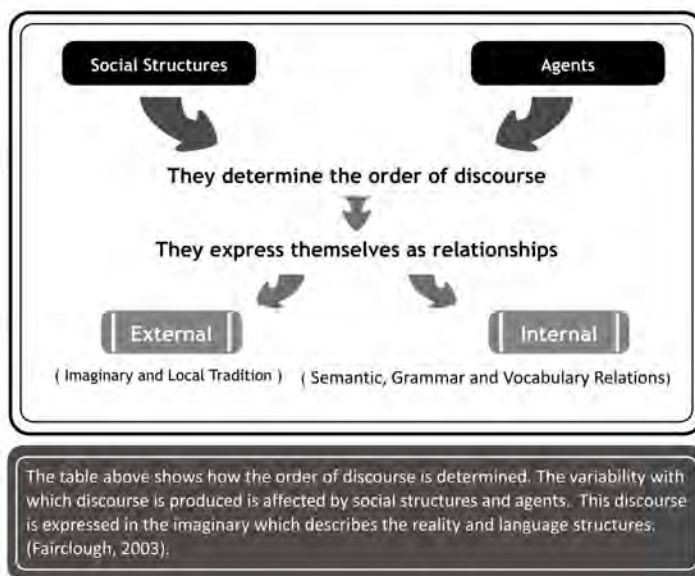 Social Structures
Agents
They determine the order of discourse
They express themselves as relationships
External
Internal
( Imaginary and Local Tradition )
( Semantic, Grammar and Vocabulary Relations)
The table above shows how the order of discourse is determined. The variability with
which discourse is produced is affected by social structures and agents. This discourse
is expressed in the imaginary which describes the reality and language structures.
(Fairclough, 2003).